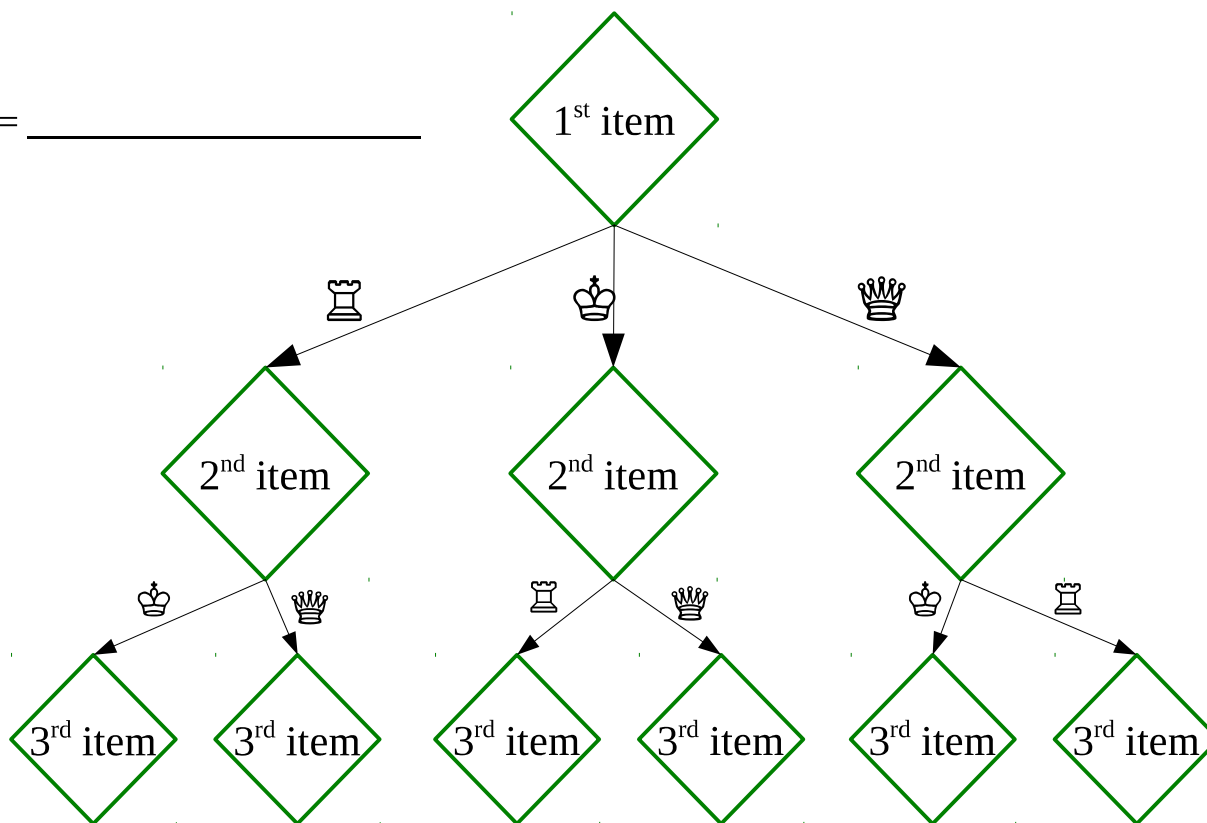 1st item
=
♖ ♔ ♕
2nd item 2nd item 2nd item
♔ ♕ ♖ ♕ ♔ ♖
3rd item 3rd item 3rd item 3rd item 3rd item 3rd item